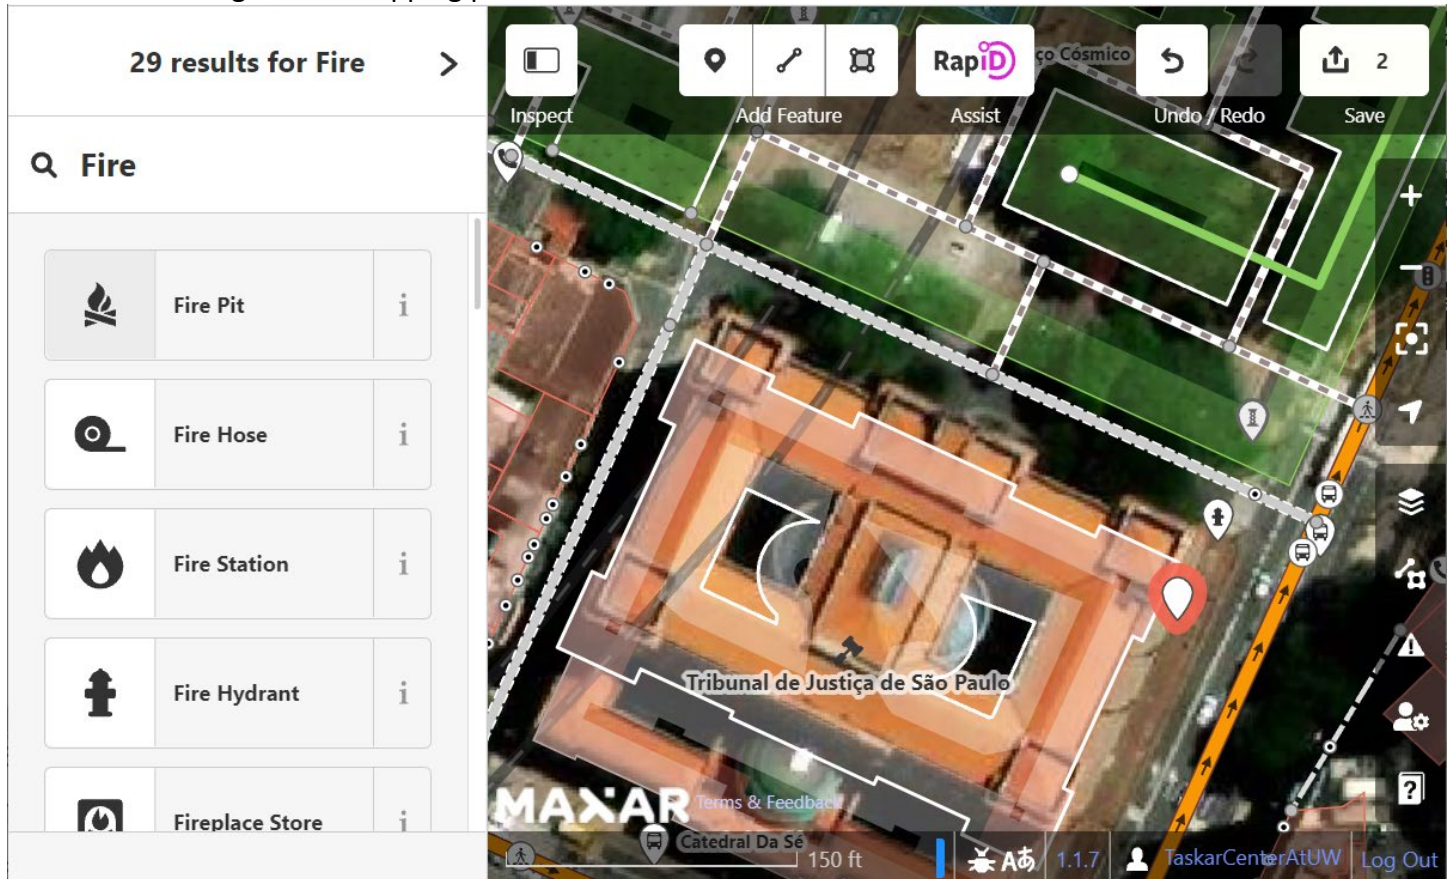 29 results for Fire
Fire
Fire Pit
i
Fire Hose
i
Fire Station
i
Fire Hydrant
i
Fireplace Store
i
Inspect
Add Feature
RapiD
Assist
ço Cósmico
Undo / Redo
2
Save
Tribunal de Justiça de São Paulo
MAXAR
Terms & Feedback
Catedral Da Sé
150 ft
Aあ
1.1.7
TaskarCenterAtUW
Log Out